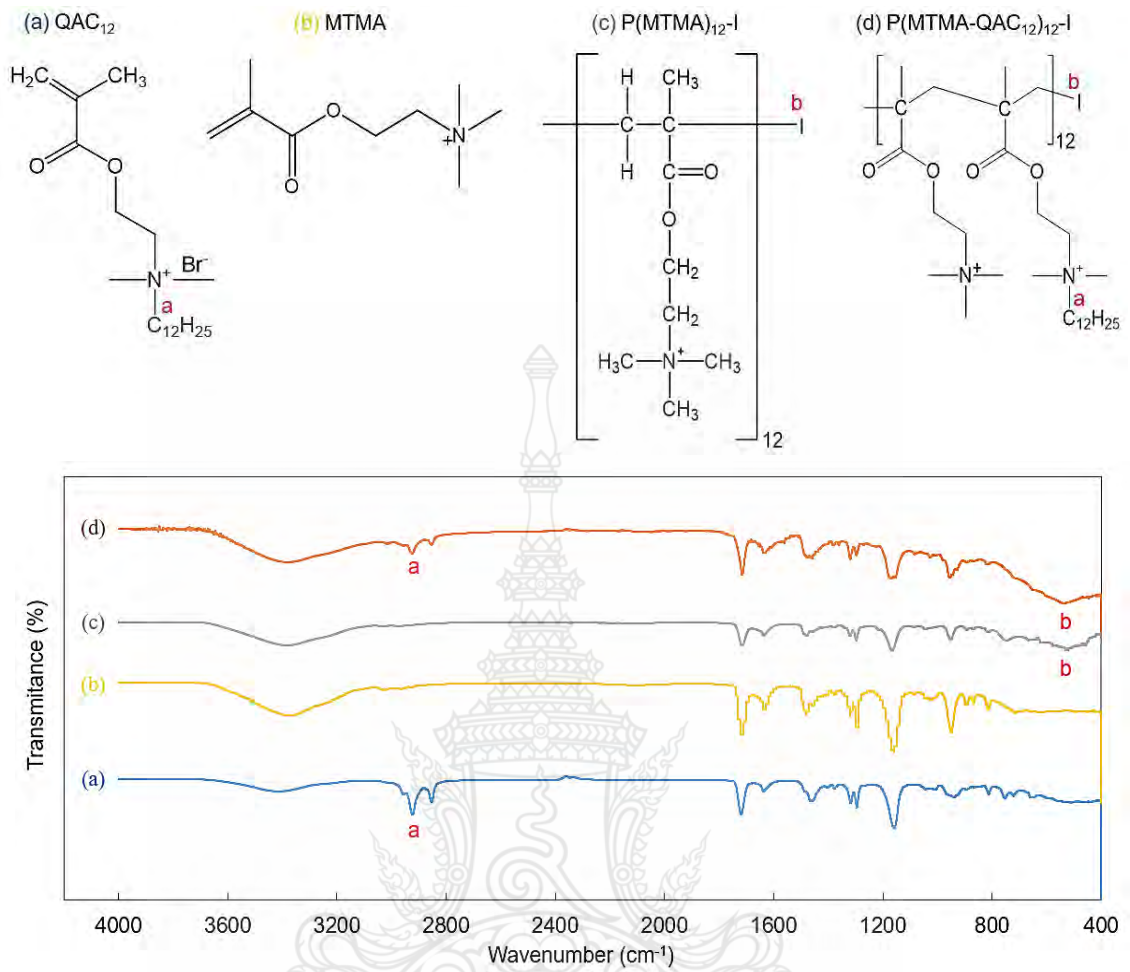 (a) QAC₁₂
(b) MTMA
(c) P(MTMA)₁₂-I
(d) P(MTMA-QAC₁₂)₁₂-I
H₂C
CH₃
O
O
Br⁻
N⁺
a
C₁₂H₂₅
O
O
N
+
H
CH₃
b
C
C
I
H
C
O
O
CH₂
CH₂
H₃C
N⁺
CH₃
CH₃
12
b
C
C
I
12
O
O
O
O
N⁺
N⁺
a
C₁₂H₂₅
(d)
a
b
(c)
b
(b)
(a)
a
Transmitance (%)
4000 3600 3200 2800 2400 2000 1600 1200 800 400
Wavenumber (cm⁻¹)